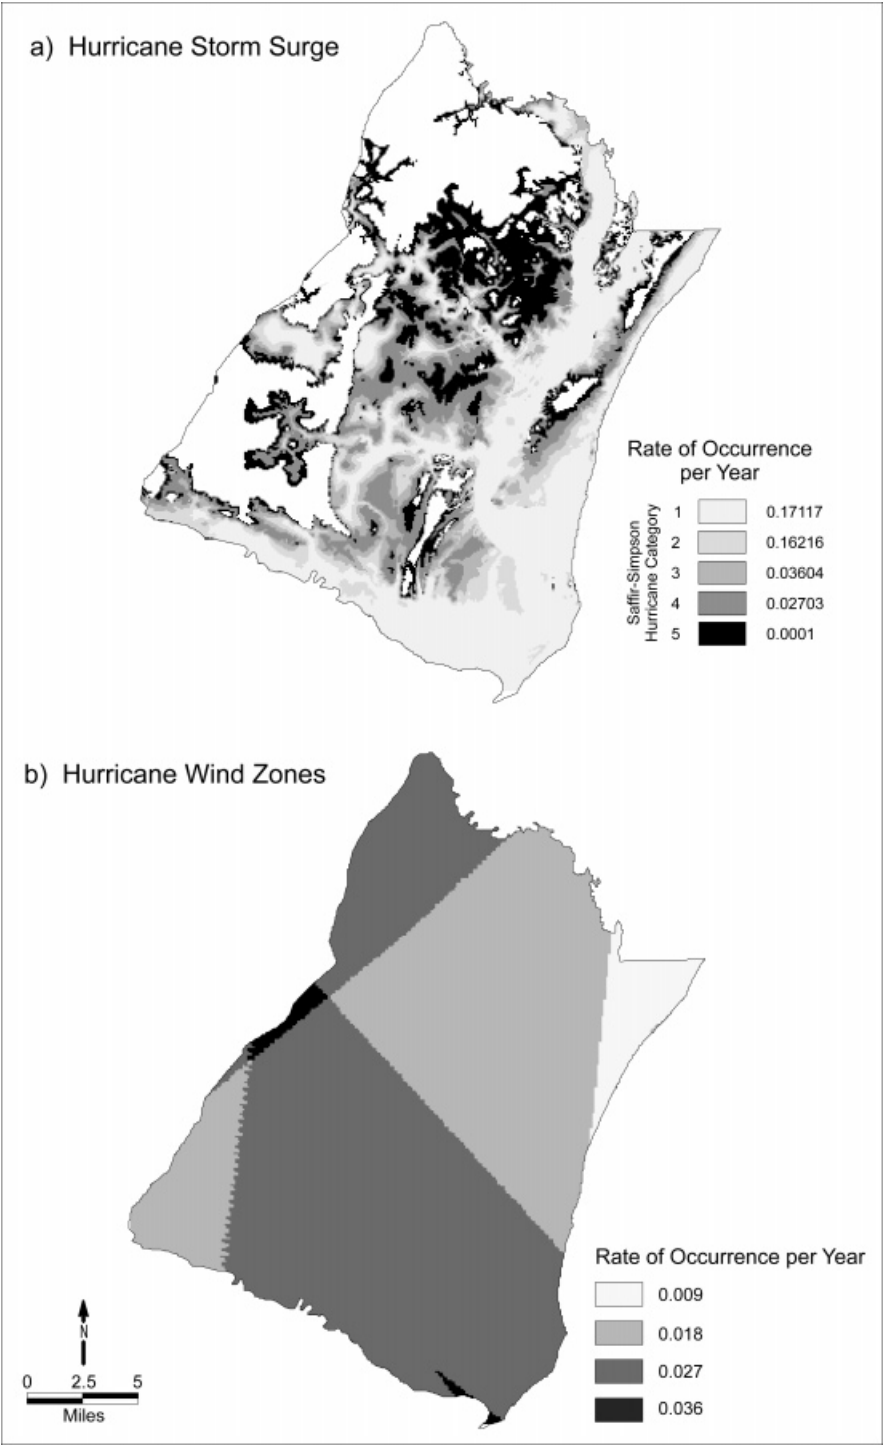 a) Hurricane Storm Surge
Rate of Occurrence
per Year
Saffir-Simpson
Hurricane Category
1 0.17117
2 0.16216
3 0.03604
4 0.02703
5 0.0001
b) Hurricane Wind Zones
Rate of Occurrence per Year
0.009
0.018
0.027
0.036
N
0 2.5 5
Miles